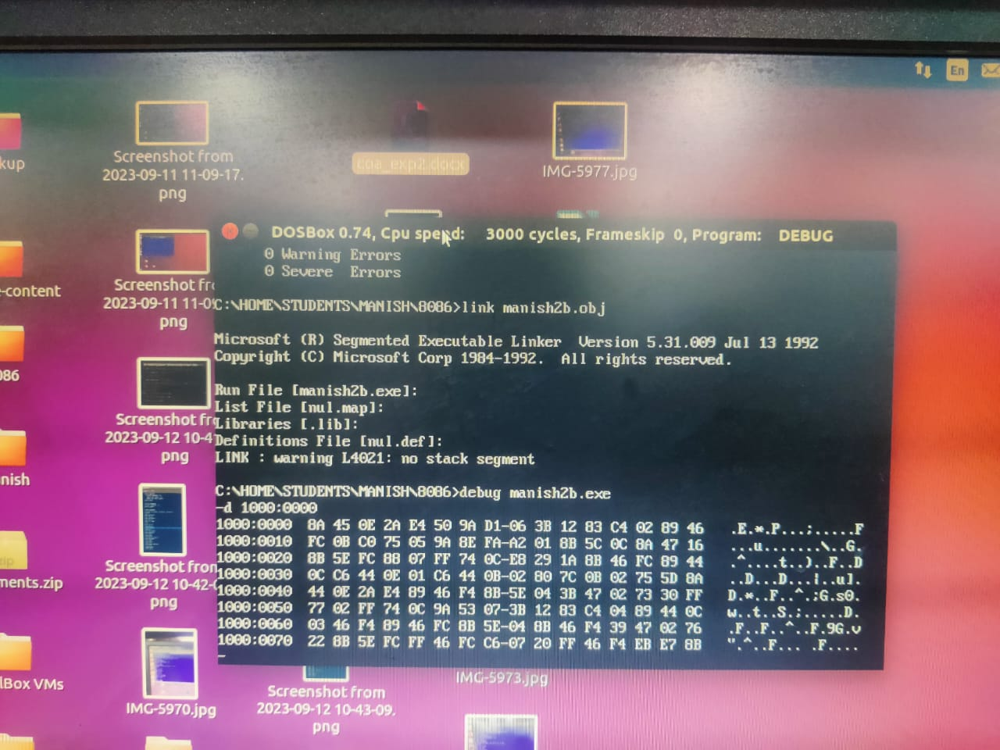 En
kup
Screenshot from
2023-09-11 11-09-17.
png
coa_exp2.docx
IMG-5977.jpg
-content
Screenshot fr
2023-09-11 11-09
png
086
Screenshot fr
2023-09-12 10-4
png
nish
Screenshot from
2023-09-12 10-42-
png
zip
ments.zip
lBox VMs
IMG-5970.jpg
Screenshot from
2023-09-12 10-43-09.
png
IMG-5973.jpg
DOSBox 0.74, Cpu speed: 3000 cycles, Frameskip 0, Program: DEBUG
0 Warning Errors
0 Severe Errors
C:\HOME\STUDENTS\MANISH\8086>link manish2b.obj
Microsoft (R) Segmented Executable Linker Version 5.31.009 Jul 13 1992
Copyright (C) Microsoft Corp 1984-1992. All rights reserved.
Run File [manish2b.exe]:
List File [nul.map]:
Libraries [.lib]:
Definitions File [nul.def]:
LINK : warning L4021: no stack segment
C:\HOME\STUDENTS\MANISH\8086>debug manish2b.exe
-d 1000:0000
1000:0000 8A 45 0E 2A E4 50 9A D1-06 3B 12 83 C4 02 89 46 .E.*.P...;.....F
1000:0010 FC 0B C0 75 05 9A 8E FA-A2 01 8B 5C 0C 8A 47 16 ...u.......\..G.
1000:0020 8B 5E FC 88 07 FF 74 0C-E8 29 1A 8B 46 FC 89 44 .^....t..)..F..D
1000:0030 0C C6 44 0E 01 C6 44 0B-02 80 7C 0B 02 75 5D 8A ..D...D...|..u].
1000:0040 44 0E 2A E4 89 46 F4 8B-5E 04 3B 47 02 73 30 FF D.*..F..^.;G.s0.
1000:0050 77 02 FF 74 0C 9A 53 07-3B 12 83 C4 04 89 44 0C w..t..S.;.....D.
1000:0060 03 46 F4 89 46 FC 8B 5E-04 8B 46 F4 39 47 02 76 .F..F..^..F.9G.v
1000:0070 22 8B 5E FC FF 46 FC C6-07 20 FF 46 F4 EB E7 8B ".^..F... .F....
-